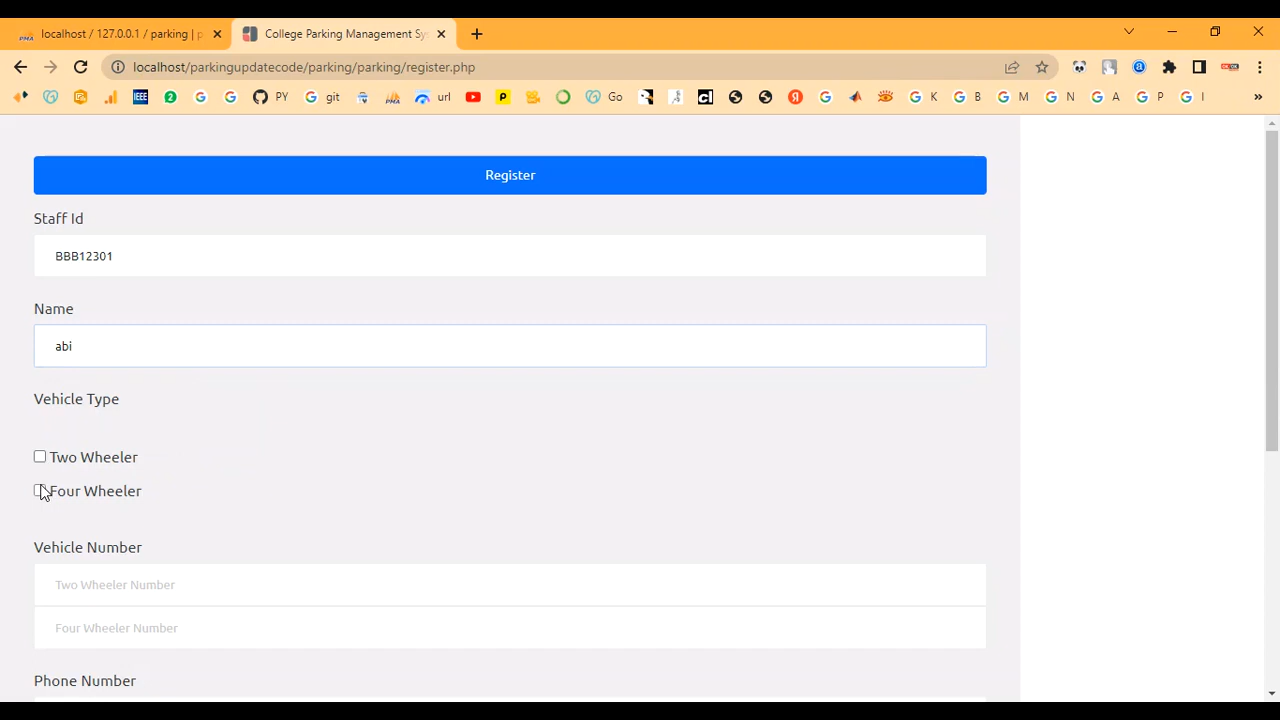 localhost / 127.0.0.1 / parking | p
College Parking Management Sy
localhost/parkingupdatecode/parking/parking/register.php
IEEE 2 G G PY G git url P Go G K G B G M G N G A G P G I »
Register
Staff Id
BBB12301
Name
abi
Vehicle Type
Two Wheeler
Four Wheeler
Vehicle Number
Two Wheeler Number
Four Wheeler Number
Phone Number